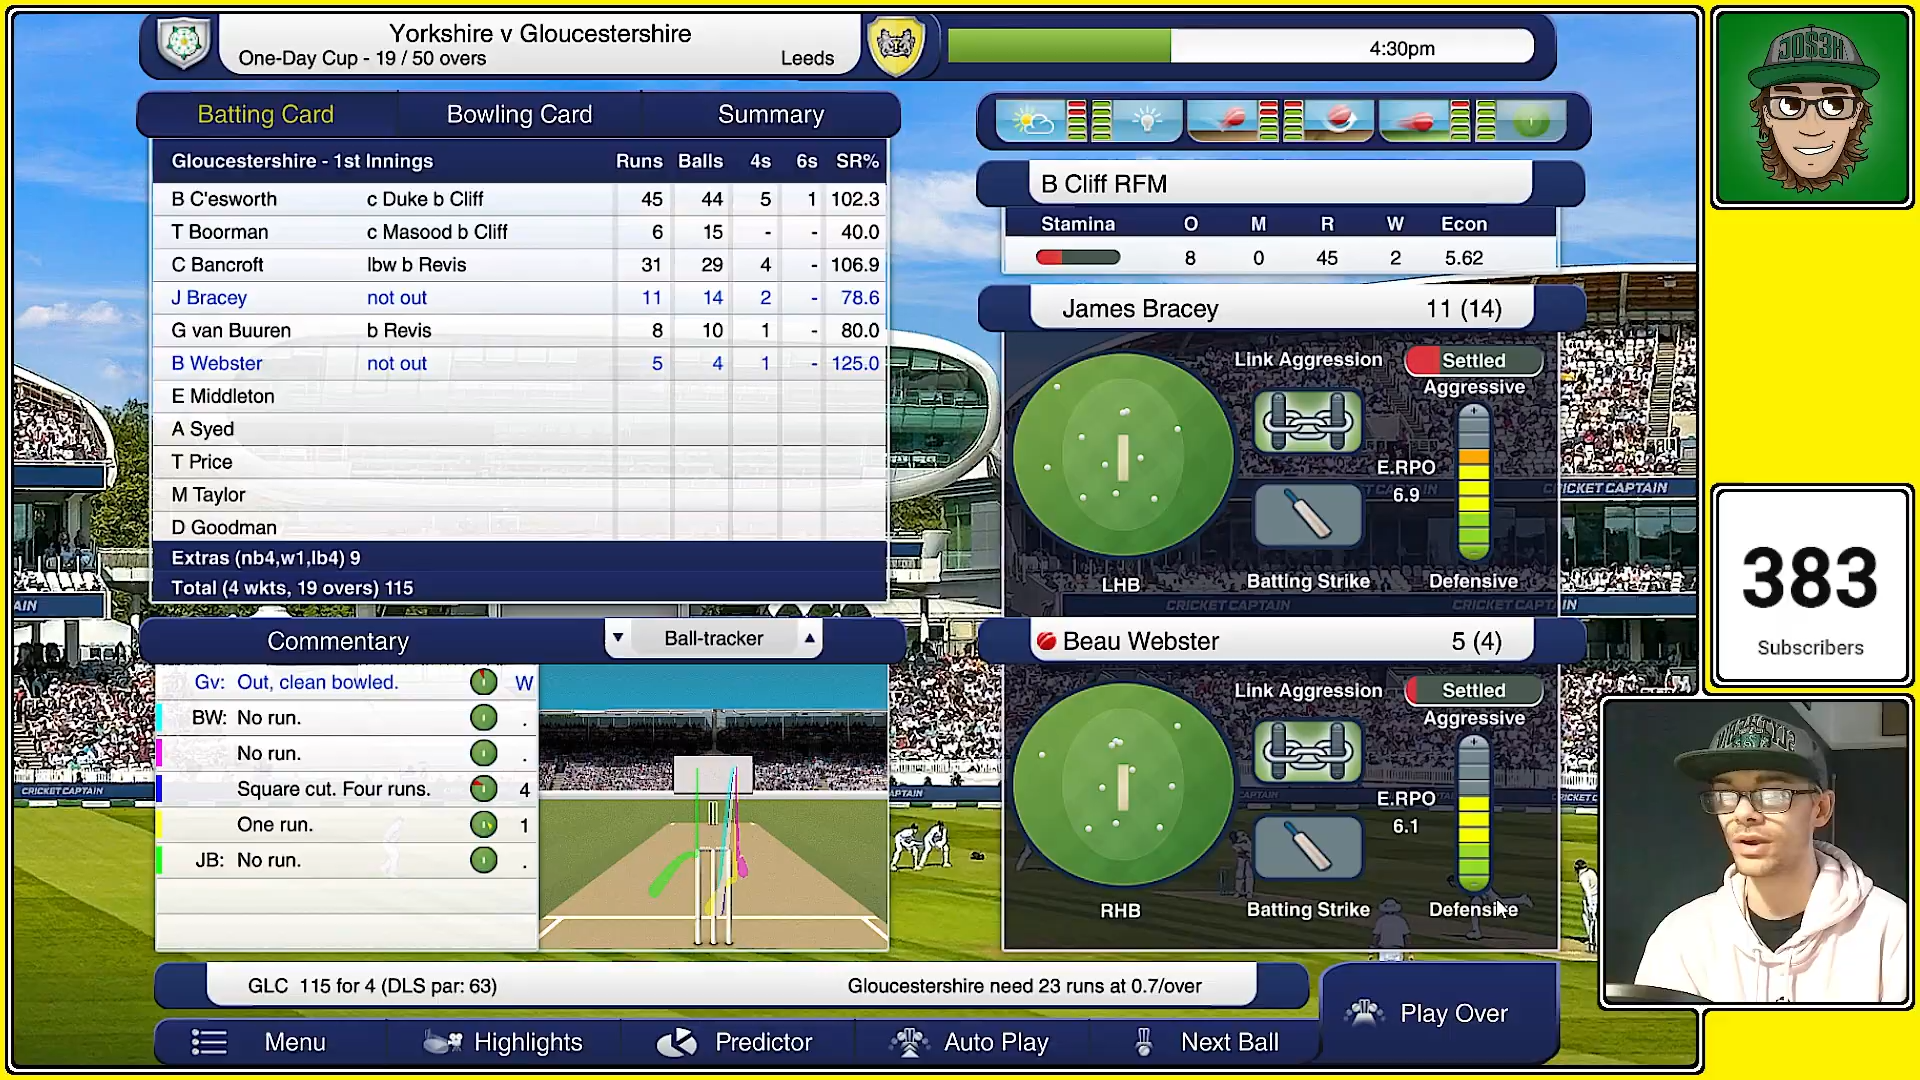 Yorkshire v Gloucestershire
One-Day Cup - 19 / 50 overs
Leeds
4:30pm
Batting Card
Bowling Card
Summary
Gloucestershire - 1st Innings Runs Balls 4s 6s SR%
B C'esworth c Duke b Cliff 45 44 5 1 102.3
T Boorman c Masood b Cliff 6 15 - - 40.0
C Bancroft lbw b Revis 31 29 4 - 106.9
J Bracey not out 11 14 2 - 78.6
G van Buuren b Revis 8 10 1 - 80.0
B Webster not out 5 4 1 - 125.0
E Middleton
A Syed
T Price
M Taylor
D Goodman
Extras (nb4,w1,lb4) 9
Total (4 wkts, 19 overs) 115
B Cliff RFM
Stamina O M R W Econ
8 0 45 2 5.62
James Bracey 11 (14)
Link Aggression
Settled
Aggressive
E.RPO
6.9
LHB
Batting Strike
Defensive
Beau Webster 5 (4)
Link Aggression
Settled
Aggressive
E.RPO
6.1
RHB
Batting Strike
Defensive
Commentary
▼ Ball-tracker ▲
Gv: Out, clean bowled. W
BW: No run. .
No run. .
Square cut. Four runs. 4
One run. 1
JB: No run. .
GLC 115 for 4 (DLS par: 63)
Gloucestershire need 23 runs at 0.7/over
Menu
Highlights
Predictor
Auto Play
Next Ball
Play Over
JOS3H
383
Subscribers
CRICKET CAPTAIN
CRICKET CAPTAIN
CRICKET CAPTAIN
ICKET CAPTAIN